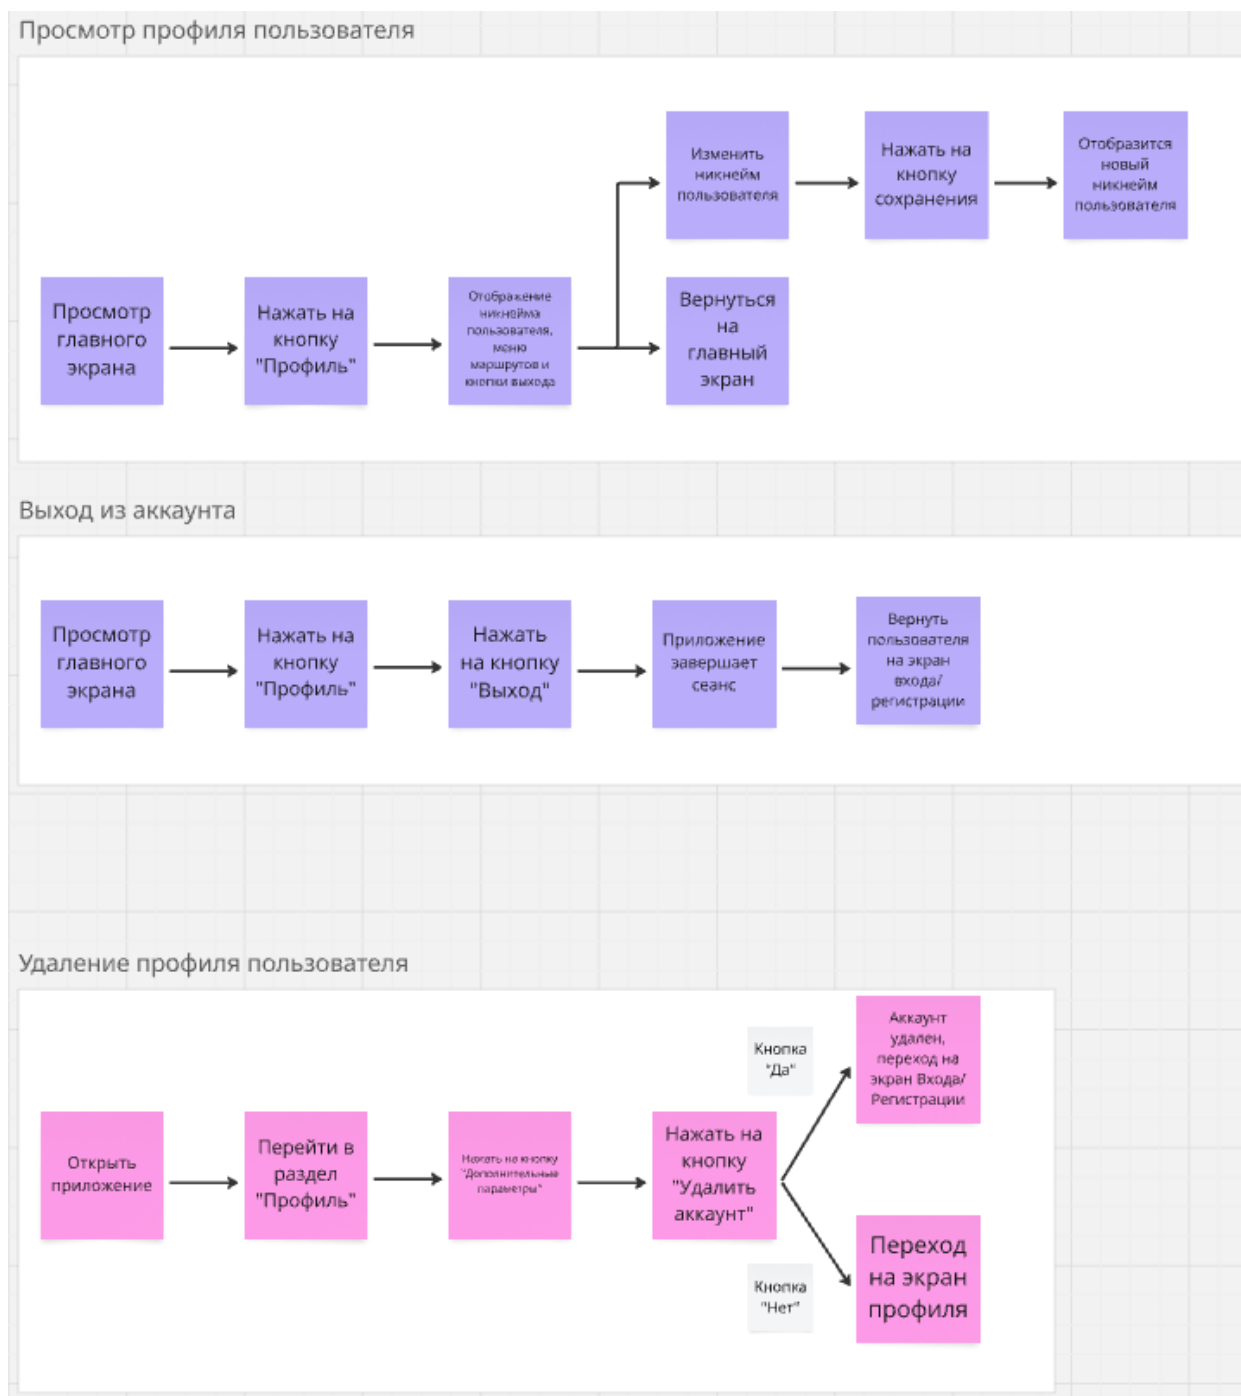 Просмотр профиля пользователя
Изменить
никнейм
пользователя
Нажать на
кнопку
сохранения
Отобразится
новый
никнейм
пользователя
Просмотр
главного
экрана
Нажать на
кнопку
"Профиль"
Отображение
никнейма
пользователя,
меню
маршрутов и
кнопки выхода
Вернуться
на
главный
экран
Выход из аккаунта
Просмотр
главного
экрана
Нажать на
кнопку
"Профиль"
Нажать
на кнопку
"Выход"
Приложение
завершает
сеанс
Вернуть
пользователя
на экран
входа/
регистрации
Удаление профиля пользователя
Открыть
приложение
Перейти в
раздел
"Профиль"
Нажать на кнопку
"Дополнительные
параметры"
Нажать на
кнопку
"Удалить
аккаунт"
Кнопка
"Да"
Аккаунт
удален,
переход на
экран Входа/
Регистрации
Кнопка
"Нет"
Переход
на экран
профиля